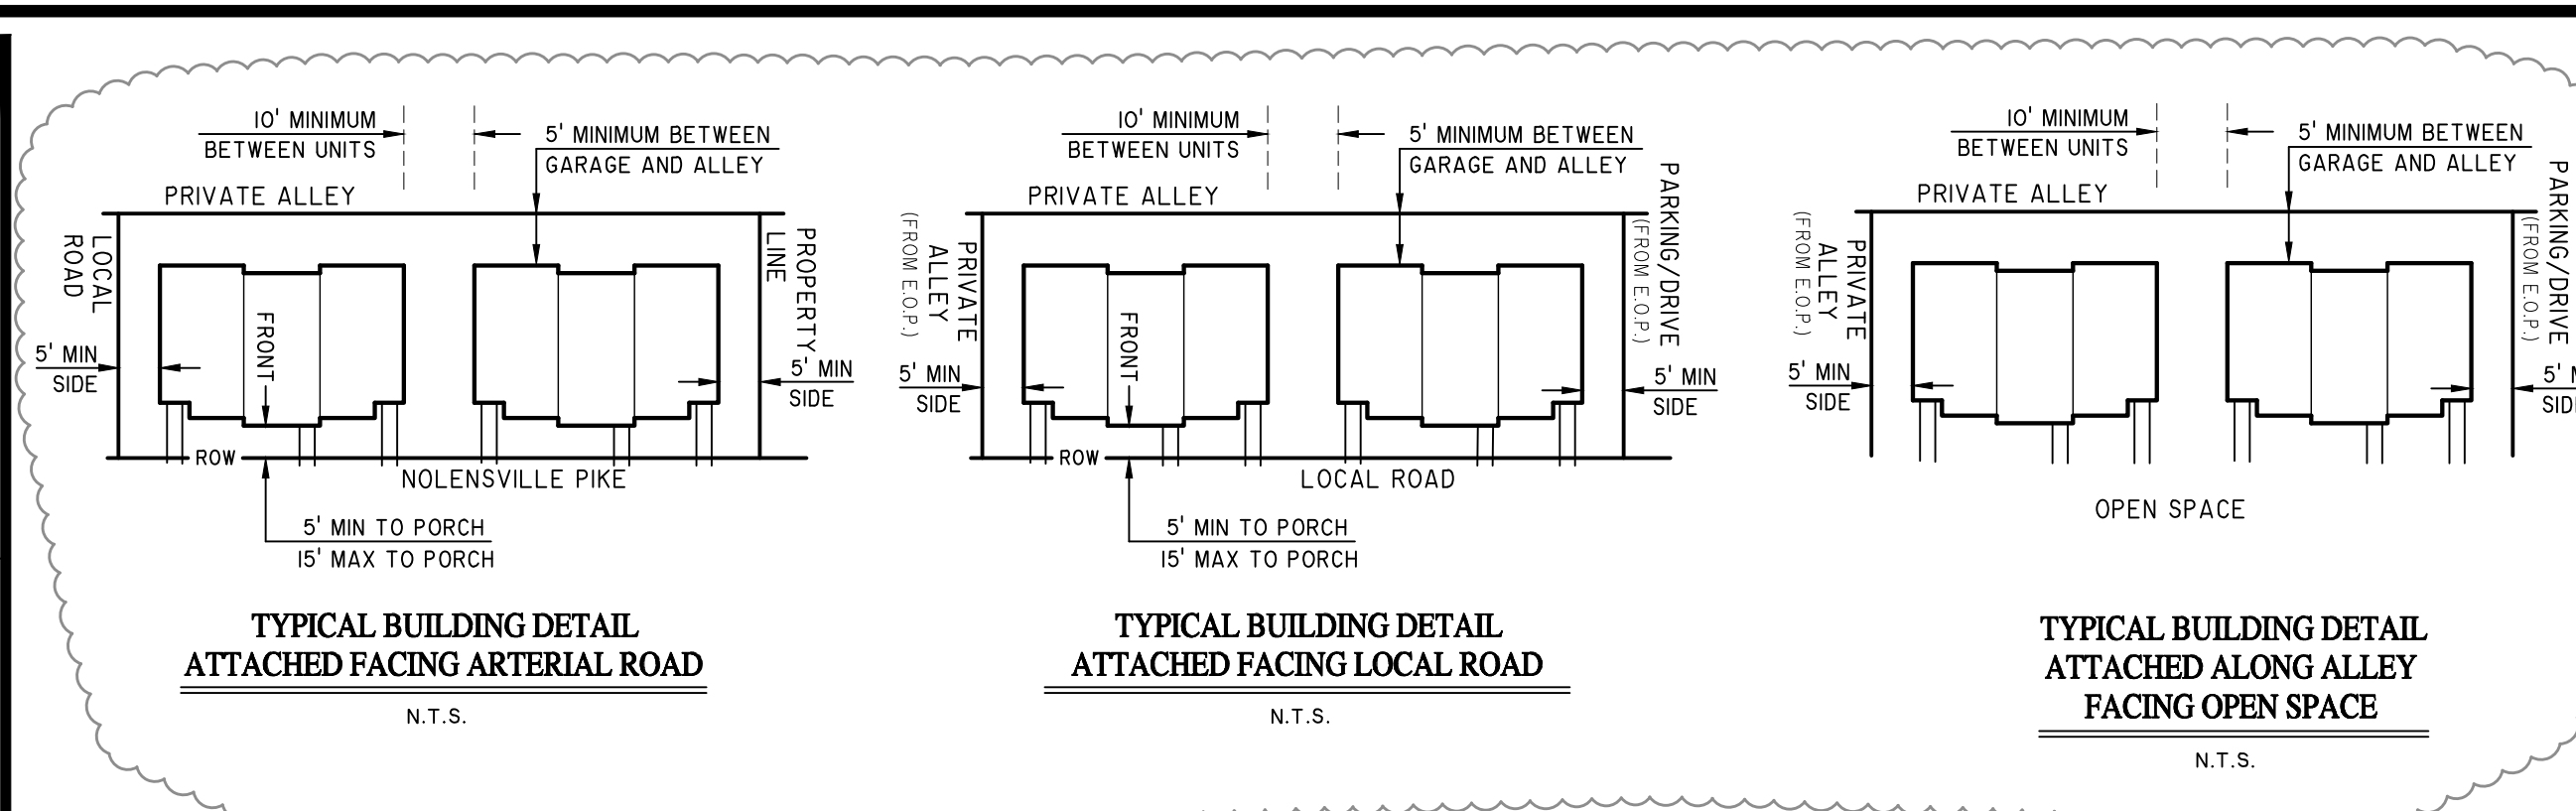 10' MINIMUM
BETWEEN UNITS
5' MINIMUM BETWEEN
GARAGE AND ALLEY
PRIVATE ALLEY
LOCAL
ROAD
PROPERTY
LINE
FRONT
5' MIN
SIDE
5' MIN
SIDE
ROW
NOLENSVILLE PIKE
5' MIN TO PORCH
15' MAX TO PORCH
TYPICAL BUILDING DETAIL
ATTACHED FACING ARTERIAL ROAD
N.T.S.
10' MINIMUM
BETWEEN UNITS
5' MINIMUM BETWEEN
GARAGE AND ALLEY
PRIVATE ALLEY
PRIVATE
ALLEY
(FROM E.O.P.)
PARKING/DRIVE
(FROM E.O.P.)
FRONT
5' MIN
SIDE
5' MIN
SIDE
ROW
LOCAL ROAD
5' MIN TO PORCH
15' MAX TO PORCH
TYPICAL BUILDING DETAIL
ATTACHED FACING LOCAL ROAD
N.T.S.
10' MINIMUM
BETWEEN UNITS
5' MINIMUM BETWEEN
GARAGE AND ALLEY
PRIVATE ALLEY
PRIVATE
ALLEY
(FROM E.O.P.)
PARKING/DRIVE
(FROM E.O.P.)
5' MIN
SIDE
5'
OPEN SPACE
TYPICAL BUILDING DETAIL
ATTACHED ALONG ALLEY
FACING OPEN SPACE
N.T.S.